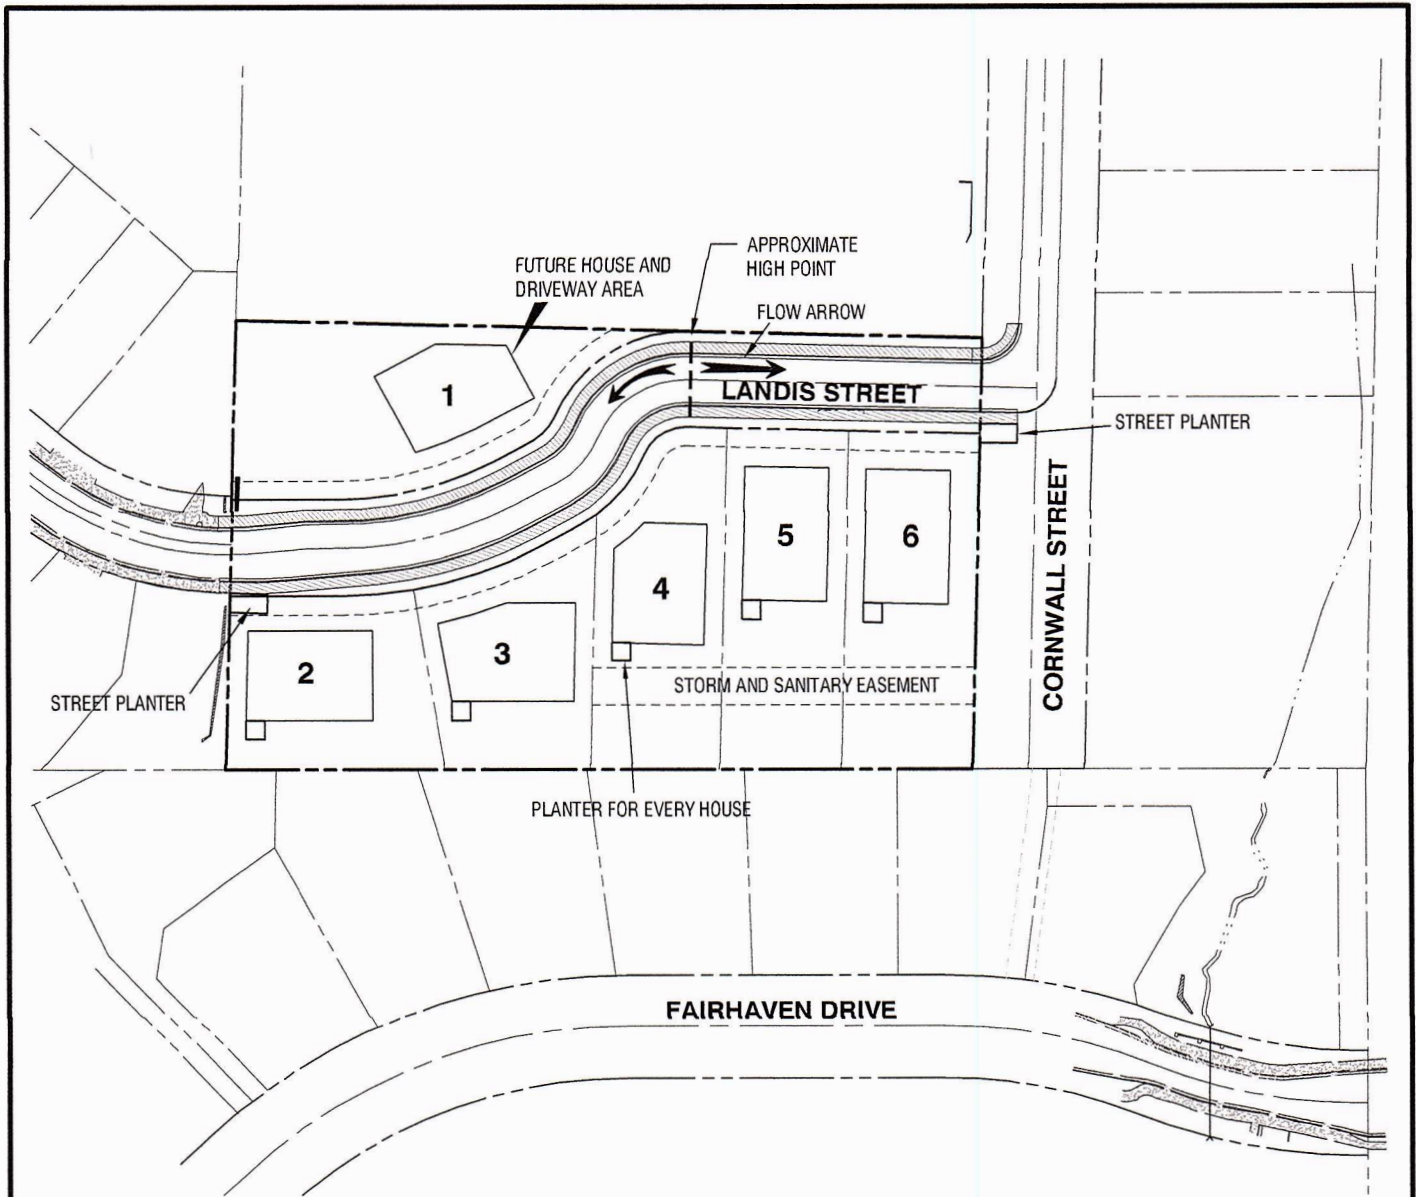 APPROXIMATE
HIGH POINT
FUTURE HOUSE AND
DRIVEWAY AREA
FLOW ARROW
1
LANDIS STREET
STREET PLANTER
5
6
4
CORNWALL STREET
3
2
STORM AND SANITARY EASEMENT
STREET PLANTER
PLANTER FOR EVERY HOUSE
FAIRHAVEN DRIVE